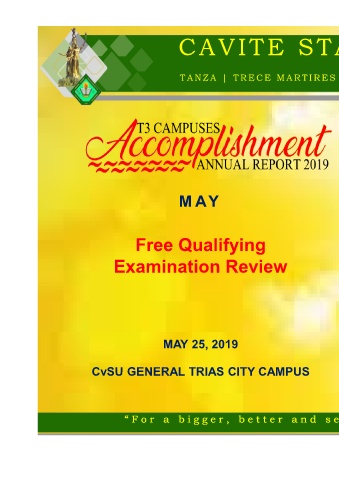 CAVITE STA
TANZA | TRECE MARTIRES
T3 CAMPUSES
Accomplishment
ANNUAL REPORT 2019
MAY
Free Qualifying
Examination Review
MAY 25, 2019
CvSU GENERAL TRIAS CITY CAMPUS
"For a bigger, better and se